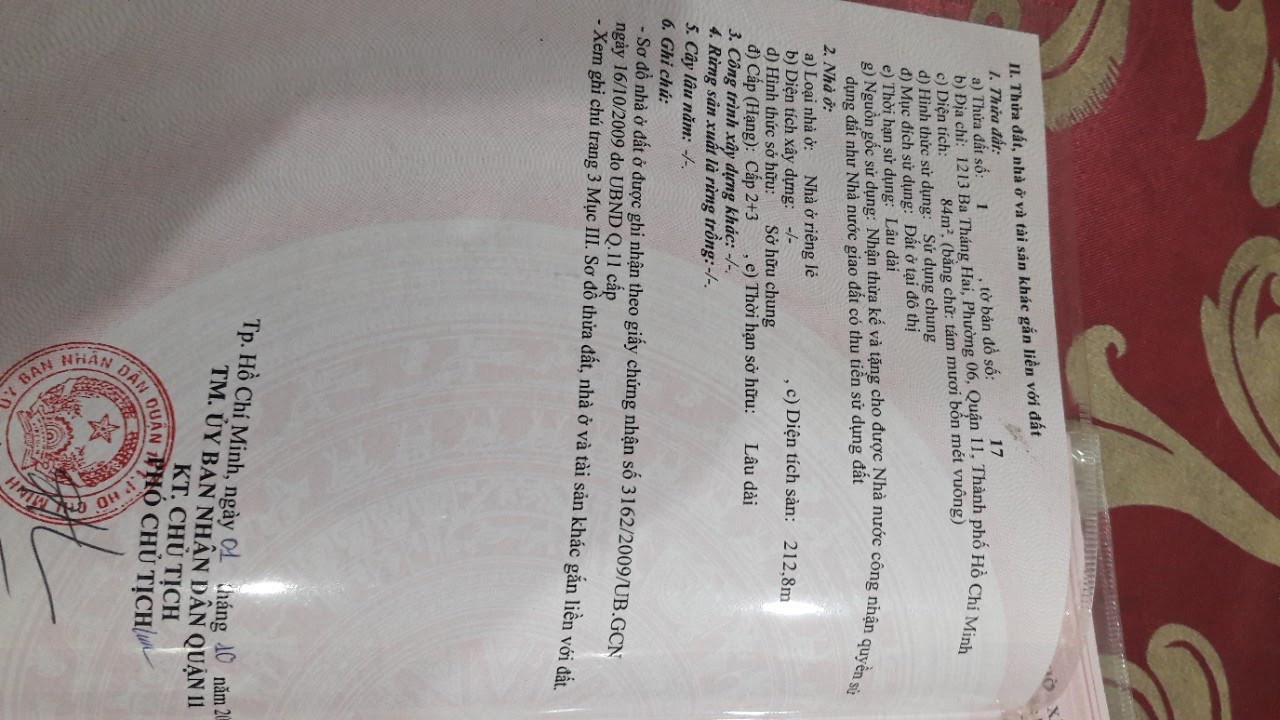 II. Thửa đất, nhà ở và tài sản khác gắn liền với đất
1. Thửa đất:
a) Thửa đất số: 1 , tờ bản đồ số: 17
b) Địa chỉ: 1213 Ba Tháng Hai, Phường 06, Quận 11, Thành phố Hồ Chí Minh
c) Diện tích: 84m², (bằng chữ: tám mươi bốn mét vuông)
d) Hình thức sử dụng: Sử dụng chung
đ) Mục đích sử dụng: Đất ở tại đô thị
e) Thời hạn sử dụng: Lâu dài
g) Nguồn gốc sử dụng: Nhận thừa kế và tặng cho được Nhà nước công nhận quyền sử
dụng đất như Nhà nước giao đất có thu tiền sử dụng đất
2. Nhà ở:
a) Loại nhà ở: Nhà ở riêng lẻ
b) Diện tích xây dựng: -/- , c) Diện tích sàn: 212,8m
d) Hình thức sở hữu: Sở hữu chung
đ) Cấp (Hạng): Cấp 2+3 , e) Thời hạn sở hữu: Lâu dài
3. Công trình xây dựng khác: -/-.
4. Rừng sản xuất là rừng trồng: -/-.
5. Cây lâu năm: -/-.
6. Ghi chú:
- Sơ đồ nhà ở đất ở được ghi nhận theo giấy chứng nhận số 3162/2009/UB.GCN
ngày 16/10/2009 do UBND Q.11 cấp
- Xem ghi chú trang 3 Mục III. Sơ đồ thửa đất, nhà ở và tài sản khác gắn liền với đất.
Tp. Hồ Chí Minh, ngày 01 tháng 10 năm 20
TM. ỦY BAN NHÂN DÂN QUẬN 11
KT. CHỦ TỊCH
PHÓ CHỦ TỊCH
ỦY BAN NHÂN DÂN QUẬN
T.P HỒ CHÍ MINH